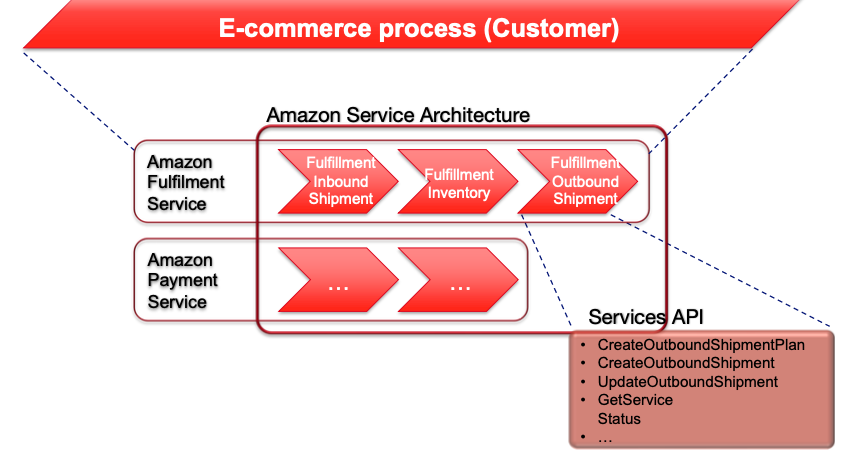 E-commerce process (Customer)
Amazon Service Architecture
Amazon
Fulfilment
Service
Fulfillment
Inbound
Shipment
Fulfillment
Inventory
Fulfillment
Outbound
Shipment
Amazon
Payment
Service
...
...
Services API
• CreateOutboundShipmentPlan
• CreateOutboundShipment
• UpdateOutboundShipment
• GetService
Status
• ...